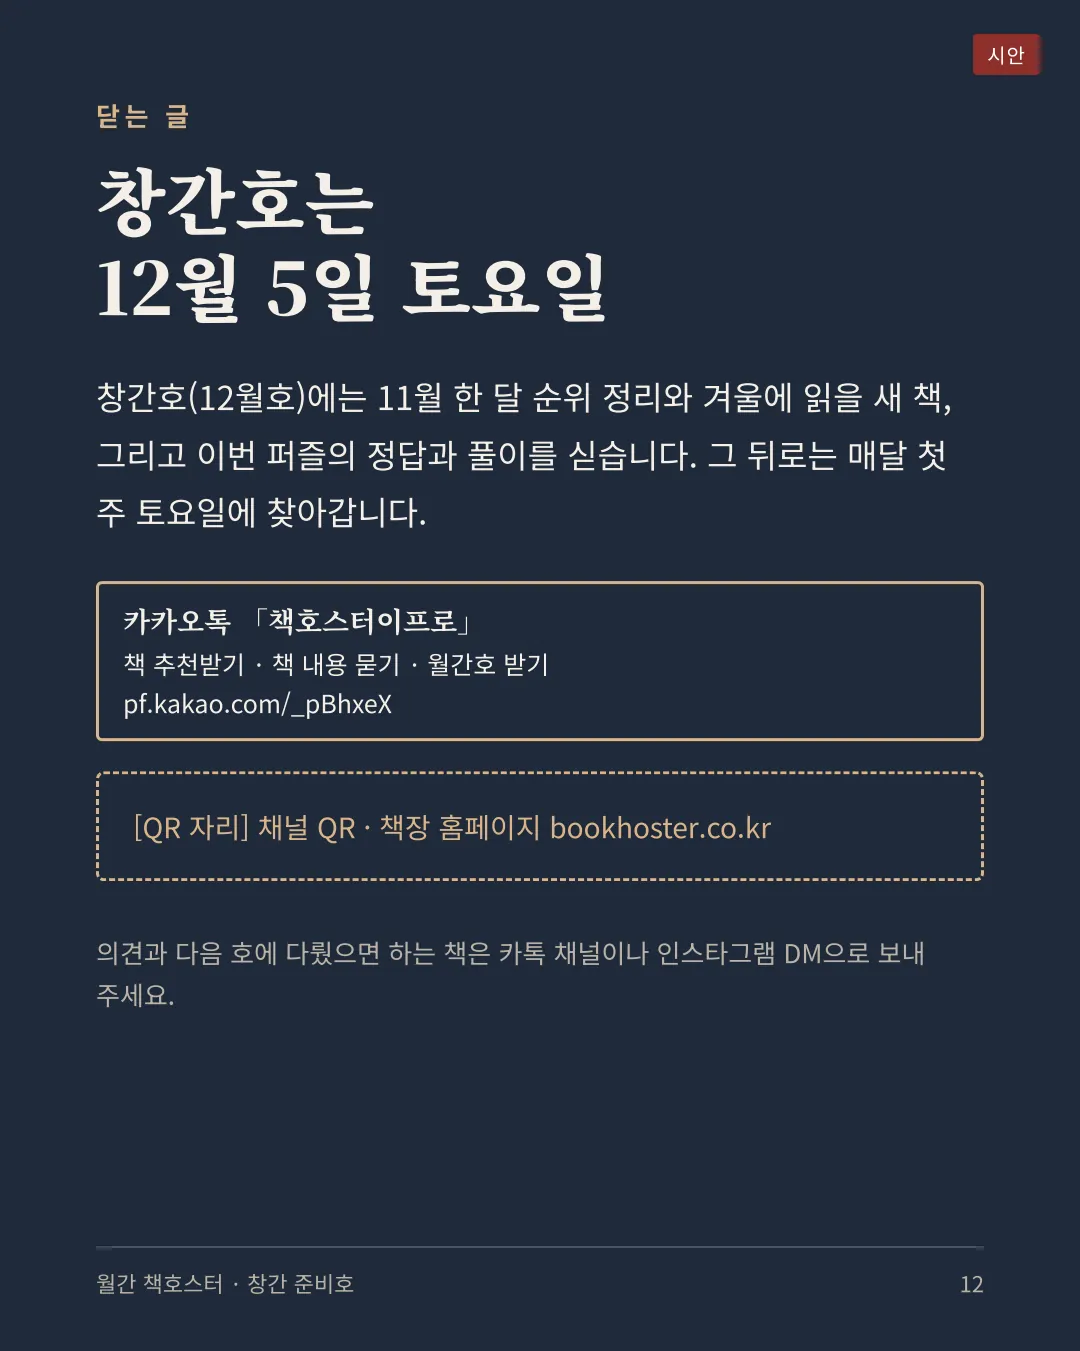 시안
닫는 글
창간호는
12월 5일 토요일
창간호(12월호)에는 11월 한 달 순위 정리와 겨울에 읽을 새 책,
그리고 이번 퍼즐의 정답과 풀이를 싣습니다. 그 뒤로는 매달 첫
주 토요일에 찾아갑니다.
카카오톡 「책호스터이프로」
책 추천받기 · 책 내용 묻기 · 월간호 받기
pf.kakao.com/_pBhxeX
[QR 자리] 채널 QR · 책장 홈페이지 bookhoster.co.kr
의견과 다음 호에 다뤘으면 하는 책은 카톡 채널이나 인스타그램 DM으로 보내
주세요.
월간 책호스터 · 창간 준비호
12